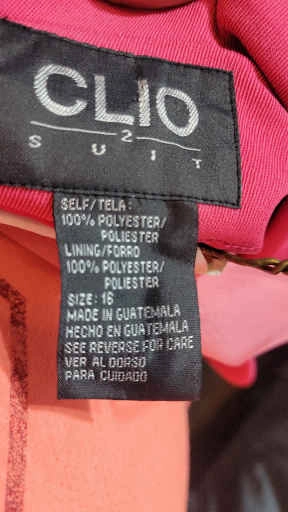 CLIO
2
SUIT
SELF/TELA:
100% POLYESTER/
POLIESTER
LINING/FORRO
100% POLYESTER/
POLIESTER
SIZE: 16
MADE IN GUATEMALA
HECHO EN GUATEMALA
SEE REVERSE FOR CARE
VER AL DORSO
PARA CUIDADO